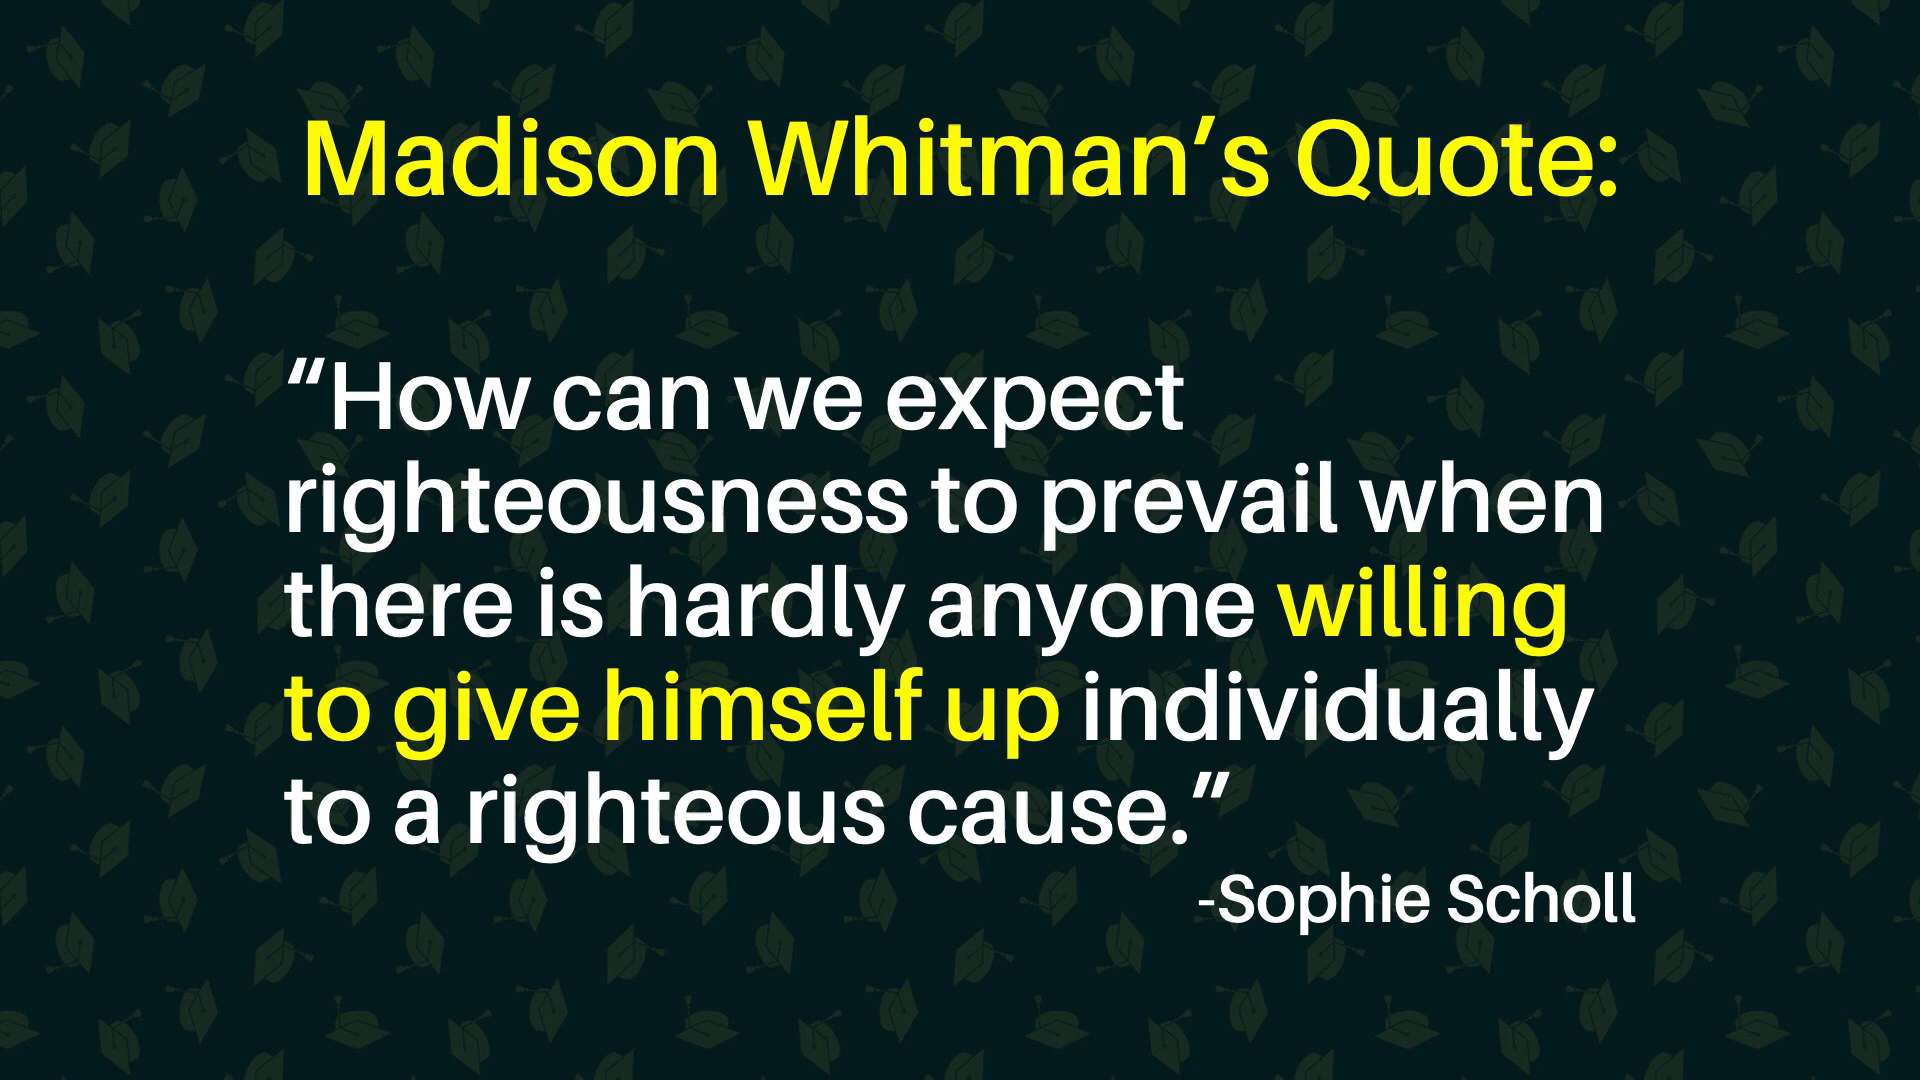 Madison Whitman’s Quote:
“How can we expect
righteousness to prevail when
there is hardly anyone willing
to give himself up individually
to a righteous cause.”
-Sophie Scholl